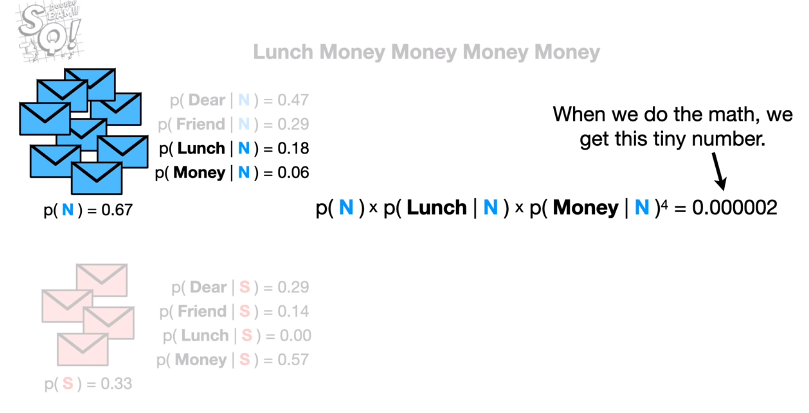 StatQuest!
Lunch Money Money Money Money
p( Dear | N ) = 0.47
p( Friend | N ) = 0.29
p( Lunch | N ) = 0.18
p( Money | N ) = 0.06
p( N ) = 0.67
When we do the math, we
get this tiny number.
p( N ) x p( Lunch | N ) x p( Money | N )⁴ = 0.000002
p( Dear | S ) = 0.29
p( Friend | S ) = 0.14
p( Lunch | S ) = 0.00
p( Money | S ) = 0.57
p( S ) = 0.33